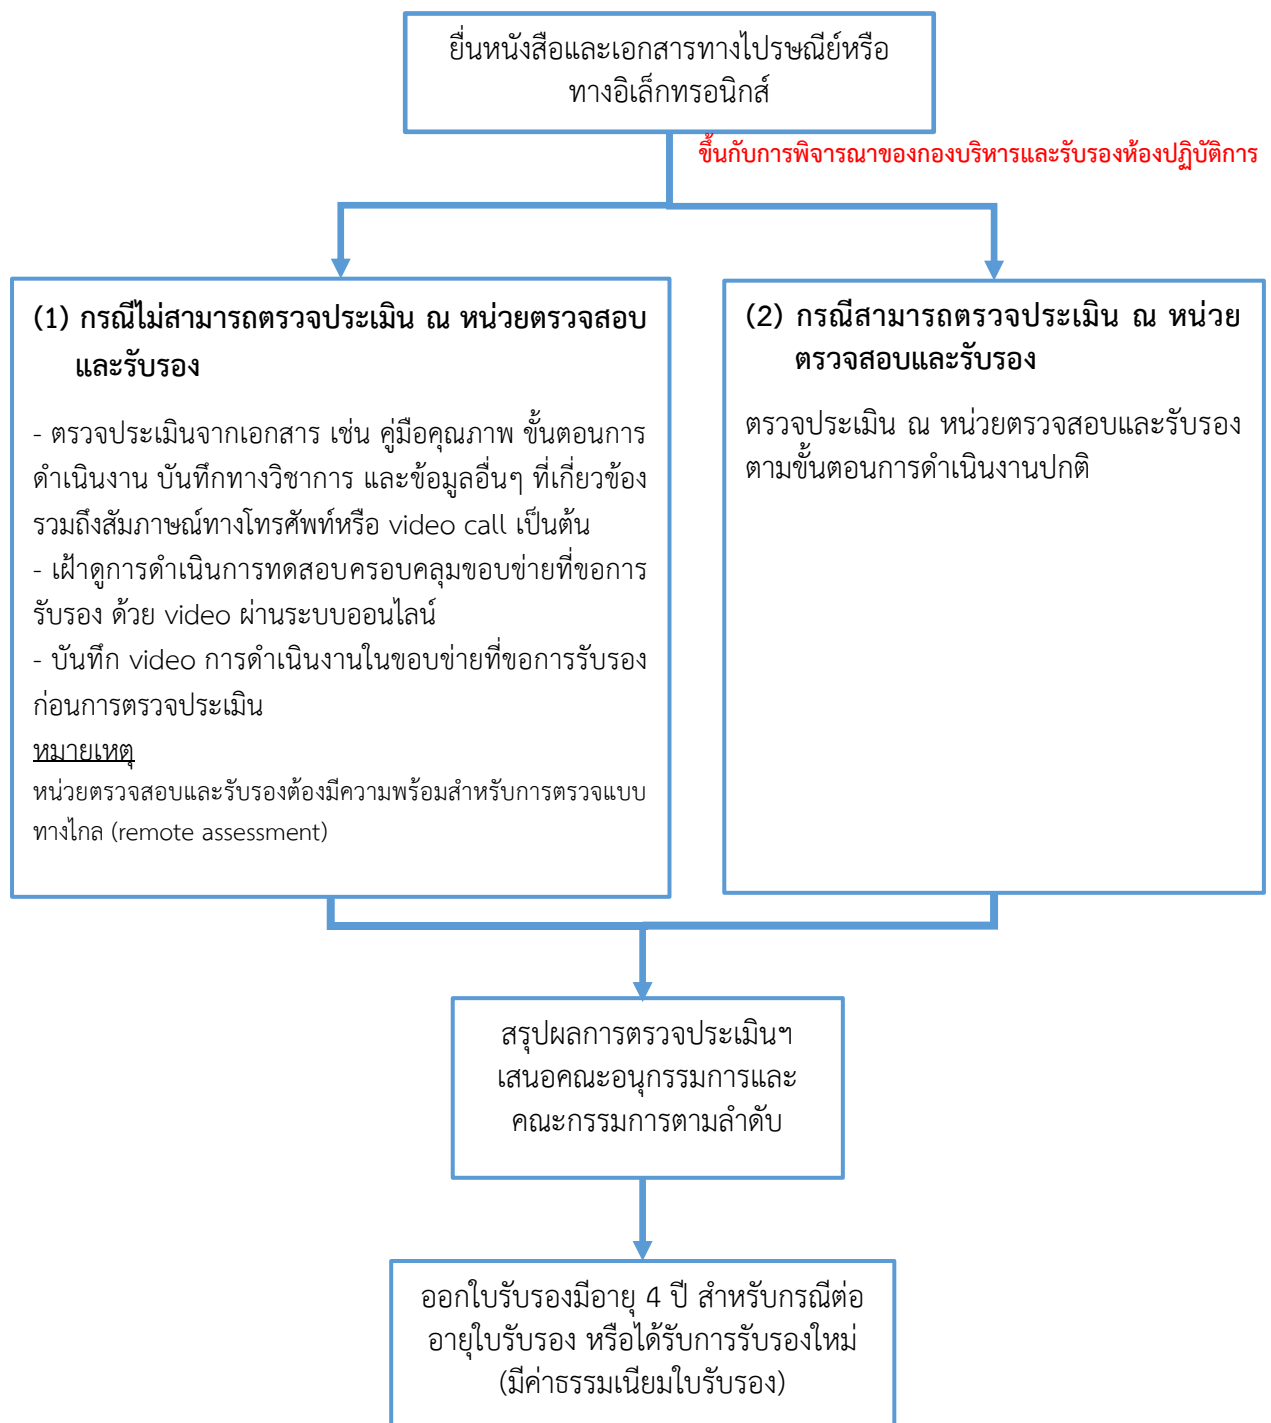 ยื่นหนังสือและเอกสารทางไปรษณีย์หรือ
ทางอิเล็กทรอนิกส์
ขึ้นกับการพิจารณาของกองบริหารและรับรองห้องปฏิบัติการ
(1) กรณีไม่สามารถตรวจประเมิน ณ หน่วยตรวจสอบ
และรับรอง
- ตรวจประเมินจากเอกสาร เช่น คู่มือคุณภาพ ขั้นตอนการ
ดำเนินงาน บันทึกทางวิชาการ และข้อมูลอื่นๆ ที่เกี่ยวข้อง
รวมถึงสัมภาษณ์ทางโทรศัพท์หรือ video call เป็นต้น
- เฝ้าดูการดำเนินการทดสอบครอบคลุมขอบข่ายที่ขอการ
รับรอง ด้วย video ผ่านระบบออนไลน์
- บันทึก video การดำเนินงานในขอบข่ายที่ขอการรับรอง
ก่อนการตรวจประเมิน
หมายเหตุ
หน่วยตรวจสอบและรับรองต้องมีความพร้อมสำหรับการตรวจแบบ
ทางไกล (remote assessment)
(2) กรณีสามารถตรวจประเมิน ณ หน่วย
ตรวจสอบและรับรอง
ตรวจประเมิน ณ หน่วยตรวจสอบและรับรอง
ตามขั้นตอนการดำเนินงานปกติ
สรุปผลการตรวจประเมินฯ
เสนอคณะอนุกรรมการและ
คณะกรรมการตามลำดับ
ออกใบรับรองมีอายุ 4 ปี สำหรับกรณีต่อ
อายุใบรับรอง หรือได้รับการรับรองใหม่
(มีค่าธรรมเนียมใบรับรอง)